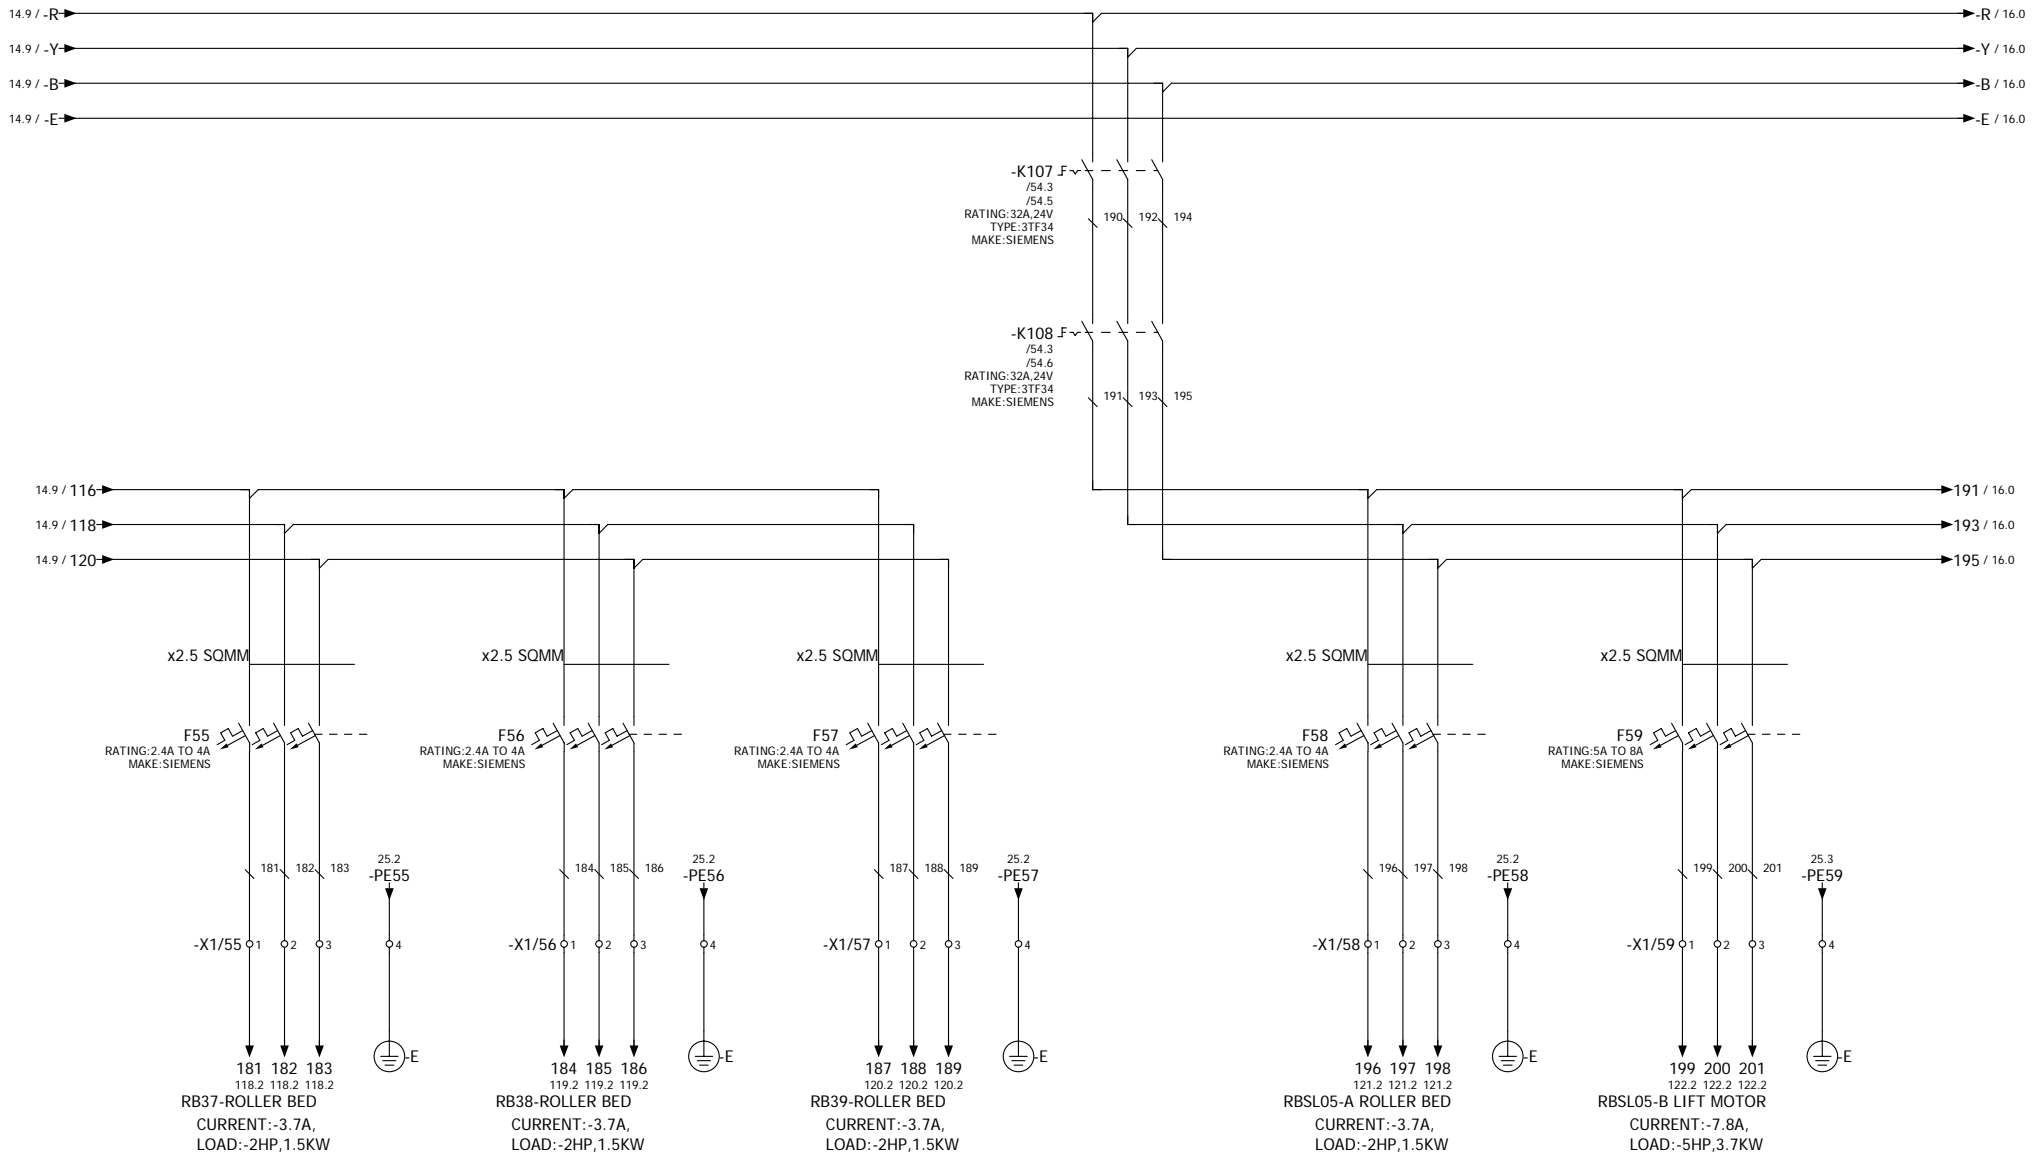 14.9 / -R -R / 16.0
14.9 / -Y -Y / 16.0
14.9 / -B -B / 16.0
14.9 / -E -E / 16.0
-K107
/54.3
/54.5
RATING:32A,24V
TYPE:3TF34
MAKE:SIEMENS
190 192 194
-K108
/54.3
/54.6
RATING:32A,24V
TYPE:3TF34
MAKE:SIEMENS
191 193 195
14.9 / 116 191 / 16.0
14.9 / 118 193 / 16.0
14.9 / 120 195 / 16.0
x2.5 SQMM x2.5 SQMM x2.5 SQMM x2.5 SQMM x2.5 SQMM
F55 F56 F57 F58 F59
RATING:2.4A TO 4A RATING:2.4A TO 4A RATING:2.4A TO 4A RATING:2.4A TO 4A RATING:5A TO 8A
MAKE:SIEMENS MAKE:SIEMENS MAKE:SIEMENS MAKE:SIEMENS MAKE:SIEMENS
25.2 25.2 25.2 25.2 25.3
181 182 183 -PE55 184 185 186 -PE56 187 188 189 -PE57 196 197 198 -PE58 199 200 201 -PE59
-X1/55 1 2 3 4 -X1/56 1 2 3 4 -X1/57 1 2 3 4 -X1/58 1 2 3 4 -X1/59 1 2 3 4
-E -E -E -E -E
181 182 183 184 185 186 187 188 189 196 197 198 199 200 201
118.2 118.2 118.2 119.2 119.2 119.2 120.2 120.2 120.2 121.2 121.2 121.2 122.2 122.2 122.2
RB37-ROLLER BED RB38-ROLLER BED RB39-ROLLER BED RBSL05-A ROLLER BED RBSL05-B LIFT MOTOR
CURRENT:-3.7A, CURRENT:-3.7A, CURRENT:-3.7A, CURRENT:-3.7A, CURRENT:-7.8A,
LOAD:-2HP,1.5KW LOAD:-2HP,1.5KW LOAD:-2HP,1.5KW LOAD:-2HP,1.5KW LOAD:-5HP,3.7KW